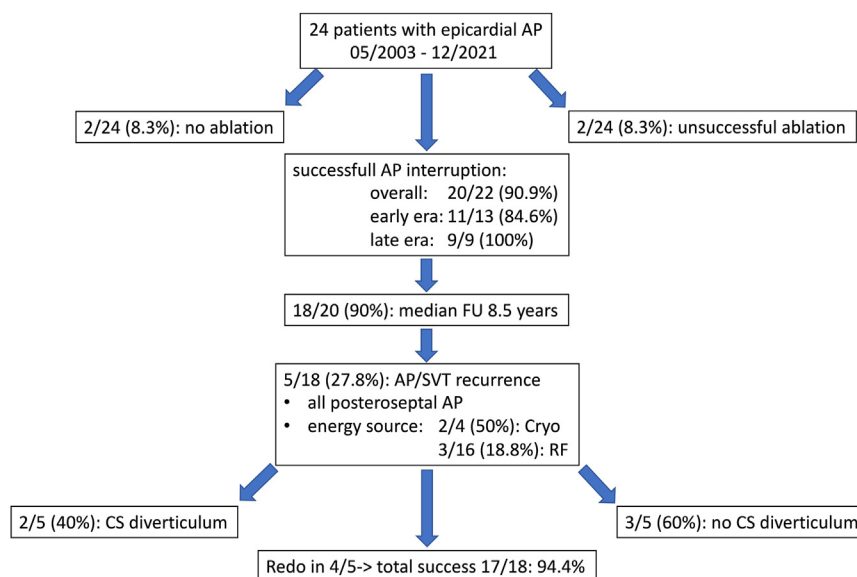 24 patients with epicardial AP
05/2003 - 12/2021
2/24 (8.3%): no ablation
2/24 (8.3%): unsuccessful ablation
successfull AP interruption:
overall: 20/22 (90.9%)
early era: 11/13 (84.6%)
late era: 9/9 (100%)
18/20 (90%): median FU 8.5 years
5/18 (27.8%): AP/SVT recurrence
• all posteroseptal AP
• energy source: 2/4 (50%): Cryo
3/16 (18.8%): RF
2/5 (40%): CS diverticulum
3/5 (60%): no CS diverticulum
Redo in 4/5-> total success 17/18: 94.4%